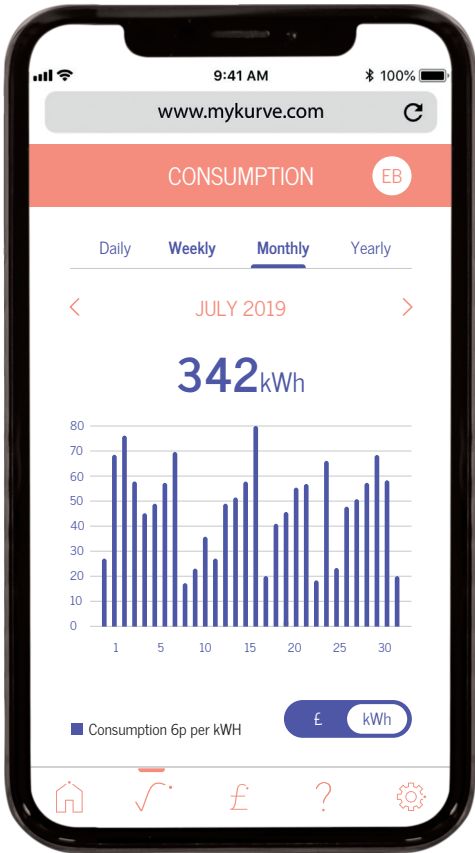 9:41 AM 100%
www.mykurve.com
CONSUMPTION EB
Daily Weekly Monthly Yearly
JULY 2019
342kWh
80
70
60
50
40
30
20
10
0
1 5 10 15 20 25 30
Consumption 6p per kWH
£ kWh
£ ?